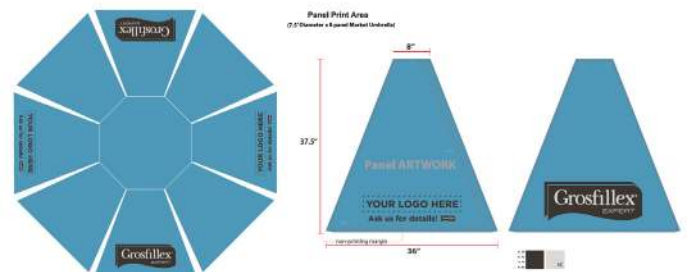 Panel Print Area
(7.5' Diameter x 8 panel Market Umbrella)
Grosfillex
EXPERT
YOUR LOGO HERE
Ask us for details!
YOUR LOGO HERE
Ask us for details!
Grosfillex
EXPERT
8"
37.5"
Panel ARTWORK
YOUR LOGO HERE
Ask us for details!
non-printing margin
36"
Grosfillex
EXPERT